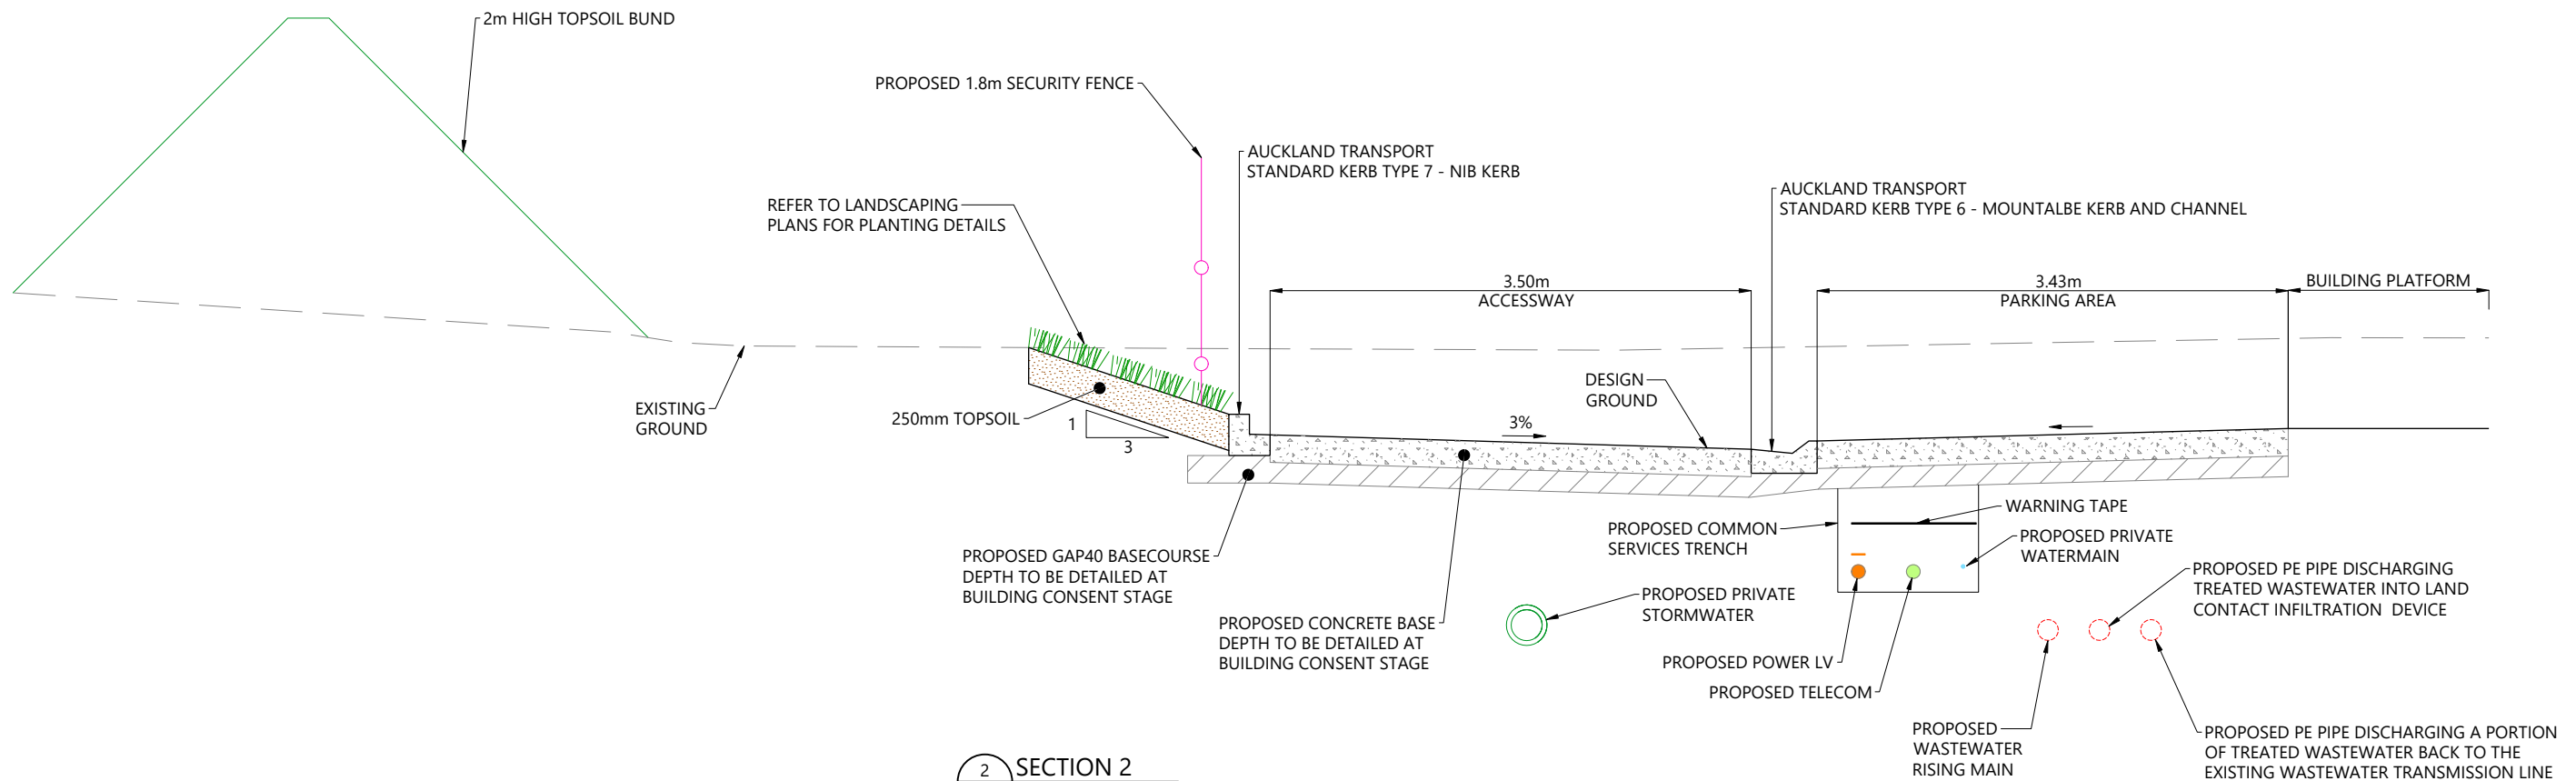 2m HIGH TOPSOIL BUND
PROPOSED 1.8m SECURITY FENCE
AUCKLAND TRANSPORT
STANDARD KERB TYPE 7 - NIB KERB
AUCKLAND TRANSPORT
STANDARD KERB TYPE 6 - MOUNTALBE KERB AND CHANNEL
REFER TO LANDSCAPING
PLANS FOR PLANTING DETAILS
3.50m
ACCESSWAY
3.43m
PARKING AREA
BUILDING PLATFORM
EXISTING
GROUND
250mm TOPSOIL
1
3
3%
DESIGN
GROUND
PROPOSED GAP40 BASECOURSE
DEPTH TO BE DETAILED AT
BUILDING CONSENT STAGE
PROPOSED CONCRETE BASE
DEPTH TO BE DETAILED AT
BUILDING CONSENT STAGE
PROPOSED COMMON
SERVICES TRENCH
WARNING TAPE
PROPOSED PRIVATE
WATERMAIN
PROPOSED PRIVATE
STORMWATER
PROPOSED POWER LV
PROPOSED TELECOM
PROPOSED PE PIPE DISCHARGING
TREATED WASTEWATER INTO LAND
CONTACT INFILTRATION DEVICE
PROPOSED
WASTEWATER
RISING MAIN
PROPOSED PE PIPE DISCHARGING A PORTION
OF TREATED WASTEWATER BACK TO THE
EXISTING WASTEWATER TRANSMISSION LINE
2
SECTION 2